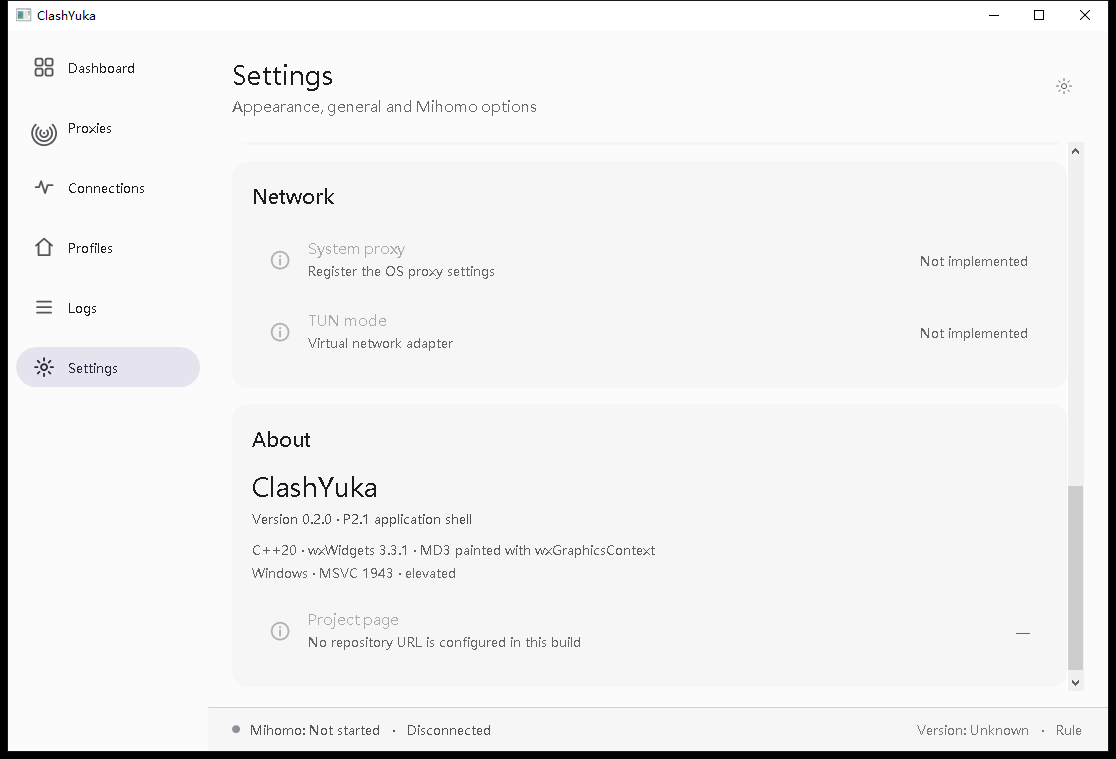 ClashYuka
Dashboard
Proxies
Connections
Profiles
Logs
Settings
Settings
Appearance, general and Mihomo options
Network
System proxy
Register the OS proxy settings
Not implemented
TUN mode
Virtual network adapter
Not implemented
About
ClashYuka
Version 0.2.0 · P2.1 application shell
C++20 · wxWidgets 3.3.1 · MD3 painted with wxGraphicsContext
Windows · MSVC 1943 · elevated
Project page
No repository URL is configured in this build
—
Mihomo: Not started · Disconnected
Version: Unknown · Rule